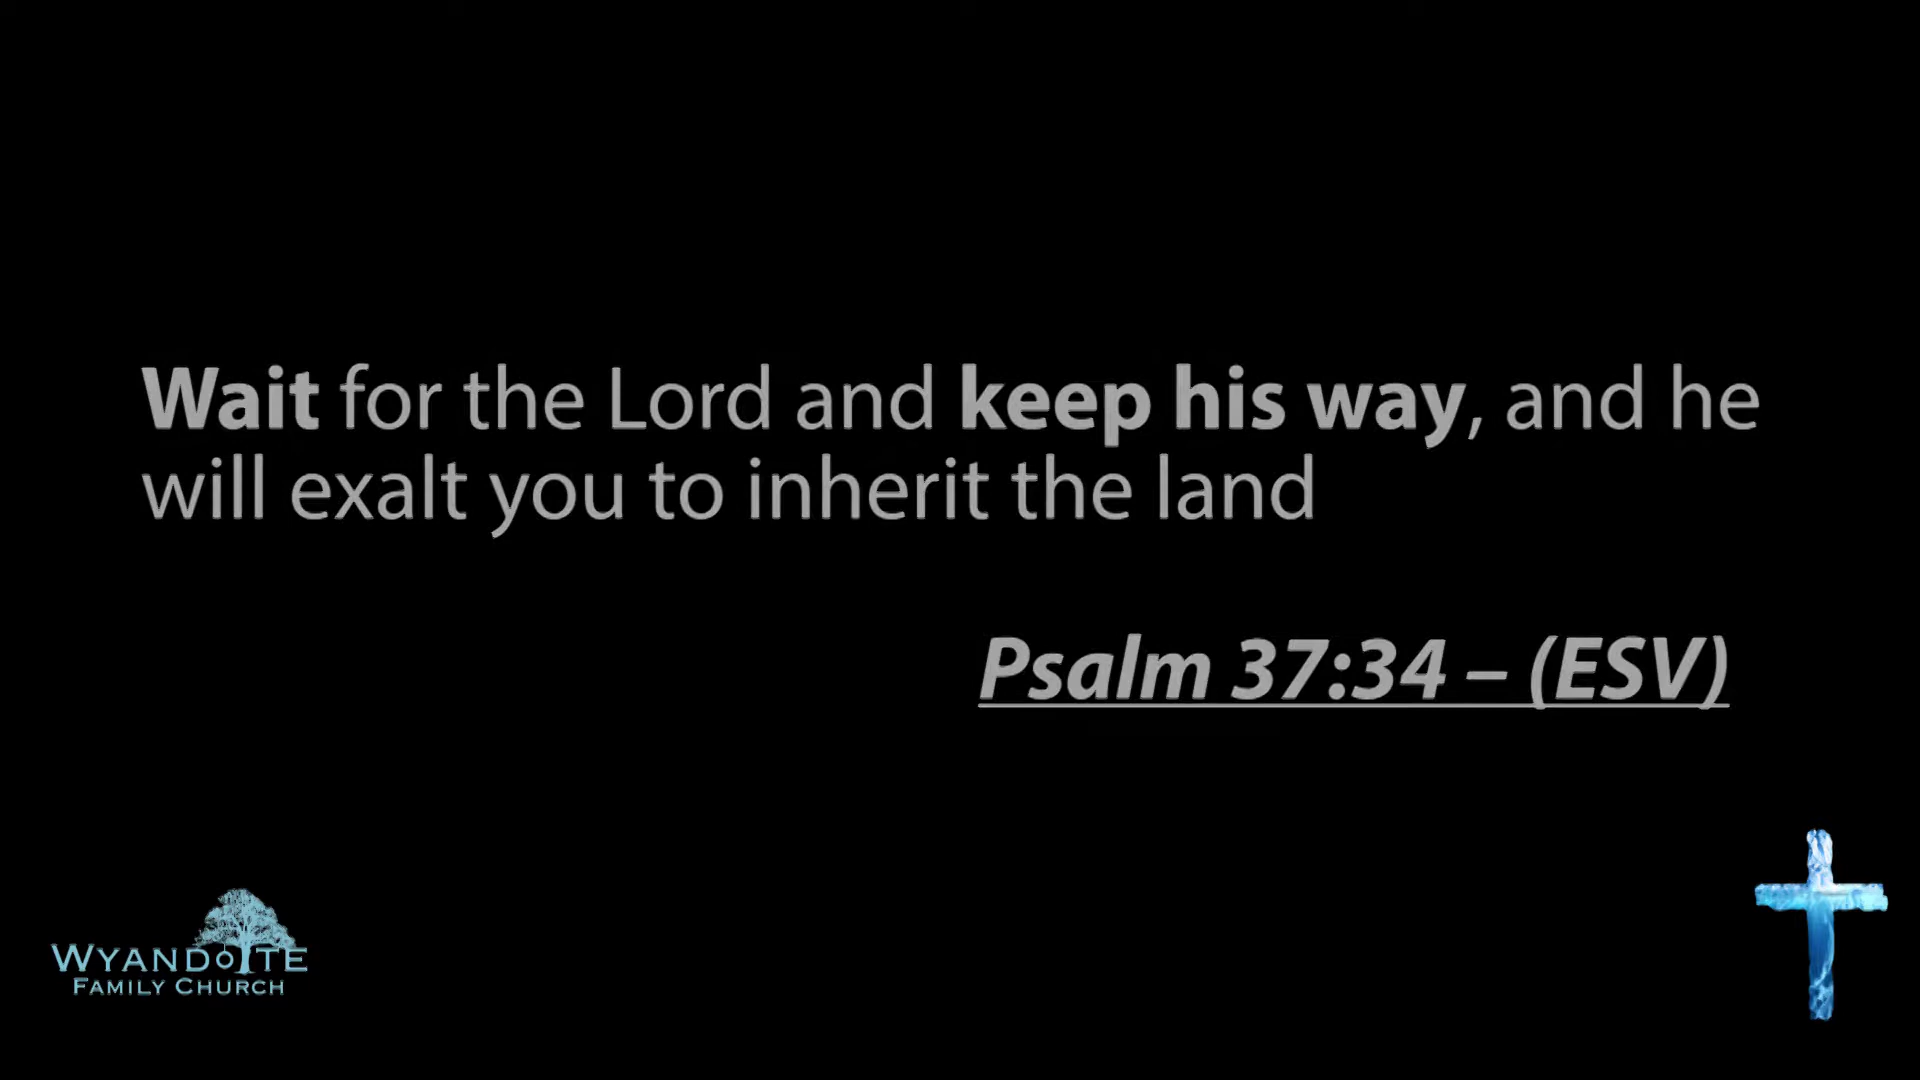 Wait for the Lord and keep his way, and he
will exalt you to inherit the land
Psalm 37:34 – (ESV)
WYANDOTTE
FAMILY CHURCH